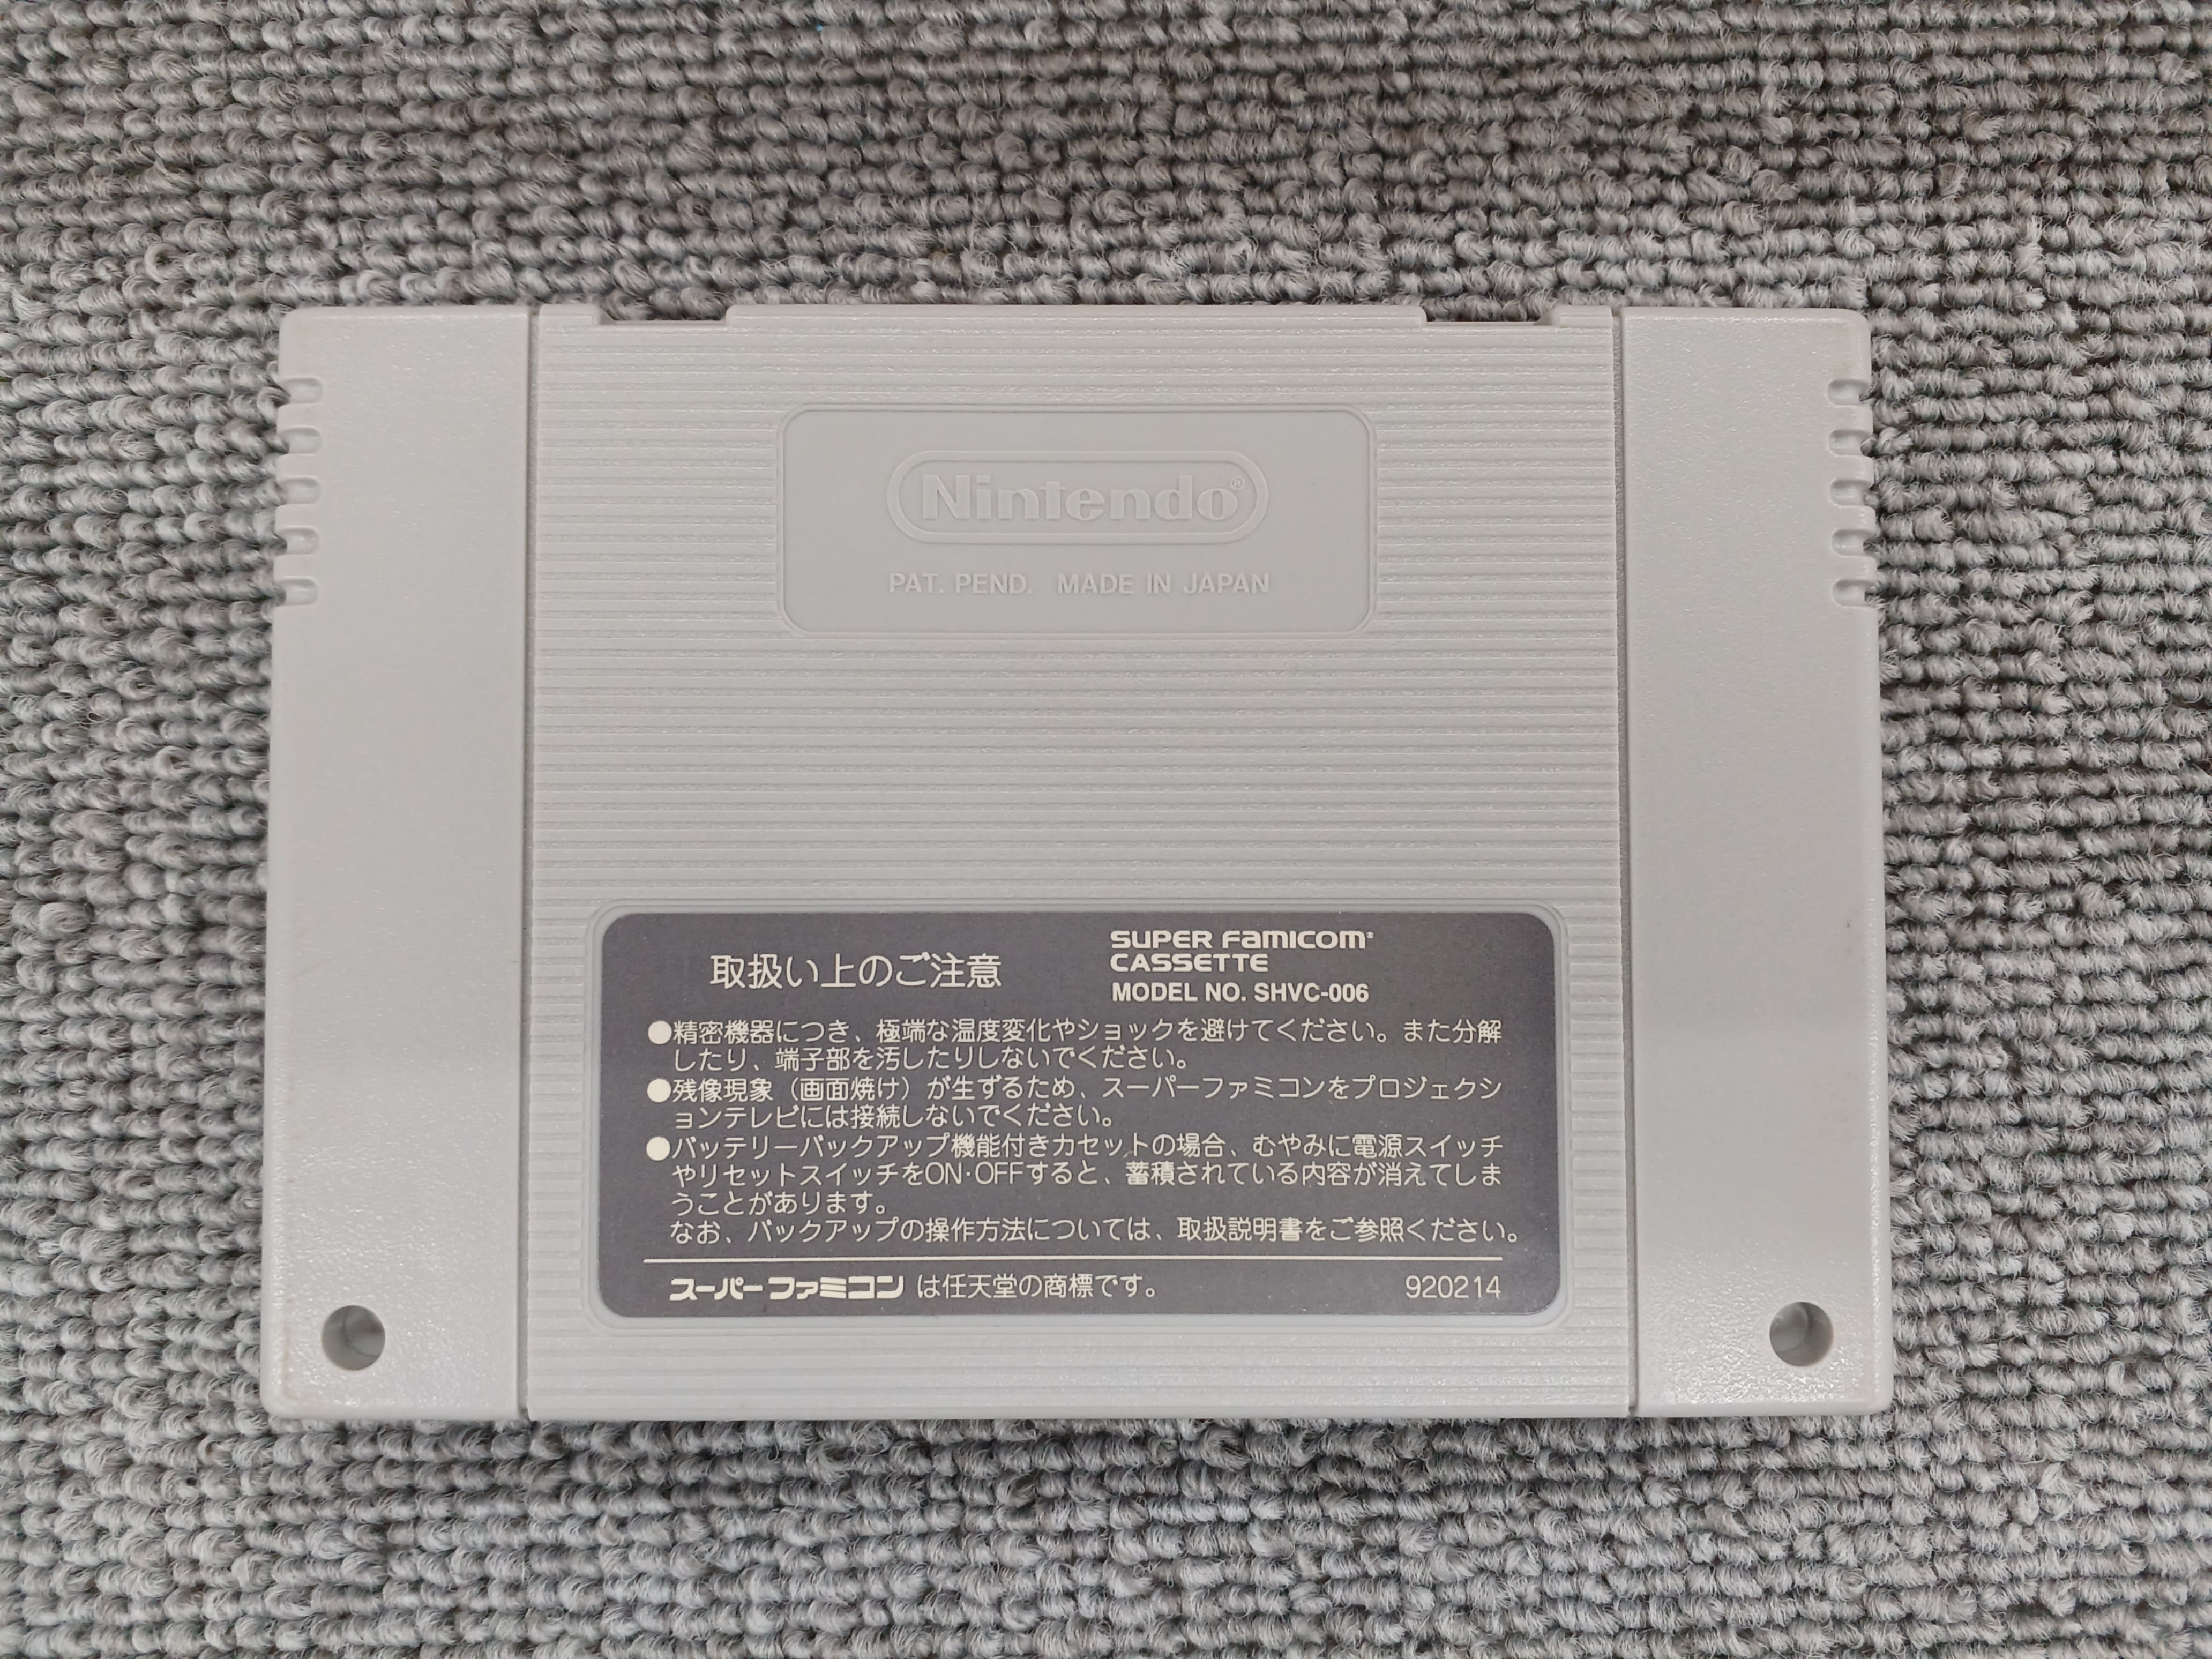 Nintendo®
PAT. PEND. MADE IN JAPAN
取扱い上のご注意
SUPER Famicom
CASSETTE
MODEL NO. SHVC-006
●精密機器につき、極端な温度変化やショックを避けてください。また分解
したり、端子部を汚したりしないでください。
●残像現象（画面焼け）が生ずるため、スーパーファミコンをプロジェクシ
ョンテレビには接続しないでください。
●バッテリーバックアップ機能付きカセットの場合、むやみに電源スイッチ
やリセットスイッチをON·OFFすると、蓄積されている内容が消えてしま
うことがあります。
なお、バックアップの操作方法については、取扱説明書をご参照ください。
スーパーファミコン は任天堂の商標です。 920214